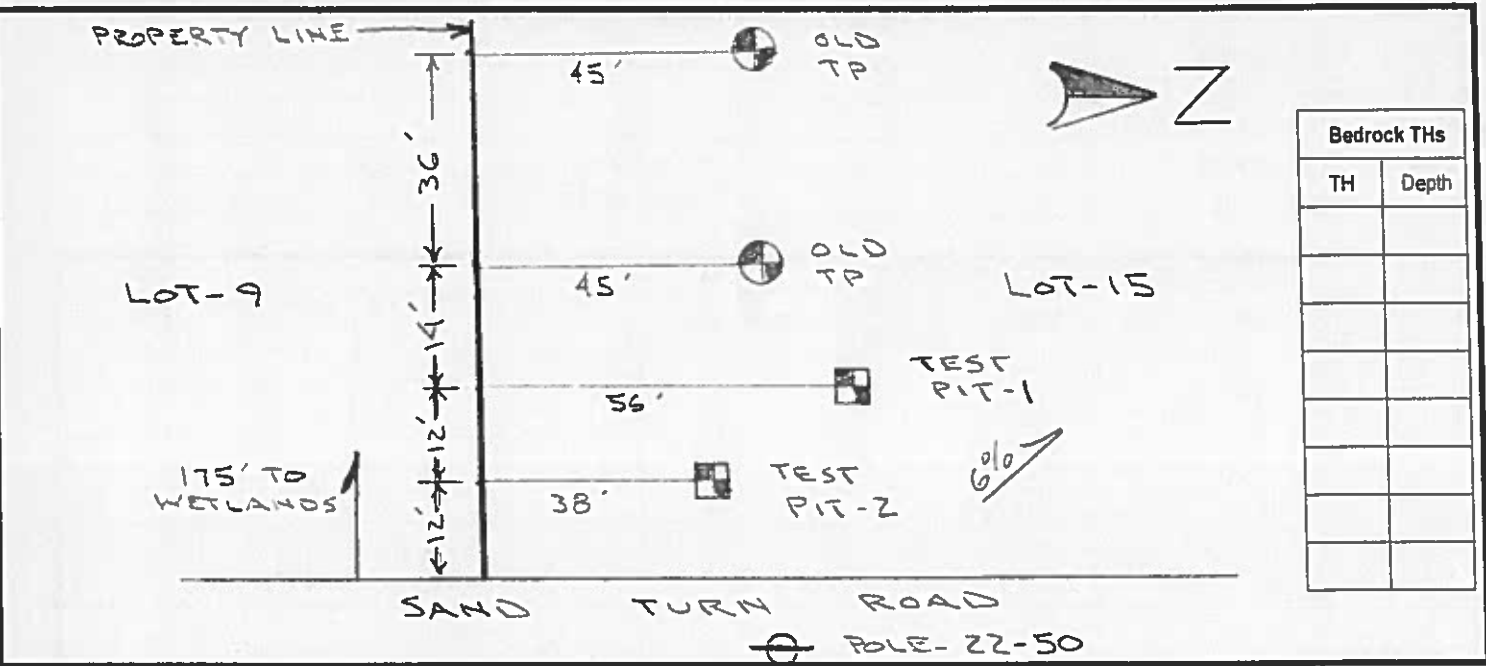 PROPERTY LINE
OLD
TP
45'
Z
Bedrock THs
TH Depth
36'
OLD
TP
45'
LOT-9
LOT-15
14'
TEST
PIT-1
56'
12'
6%
175' TO
WETLANDS
TEST
PIT-2
38'
12'
SAND TURN ROAD
POLE-22-50